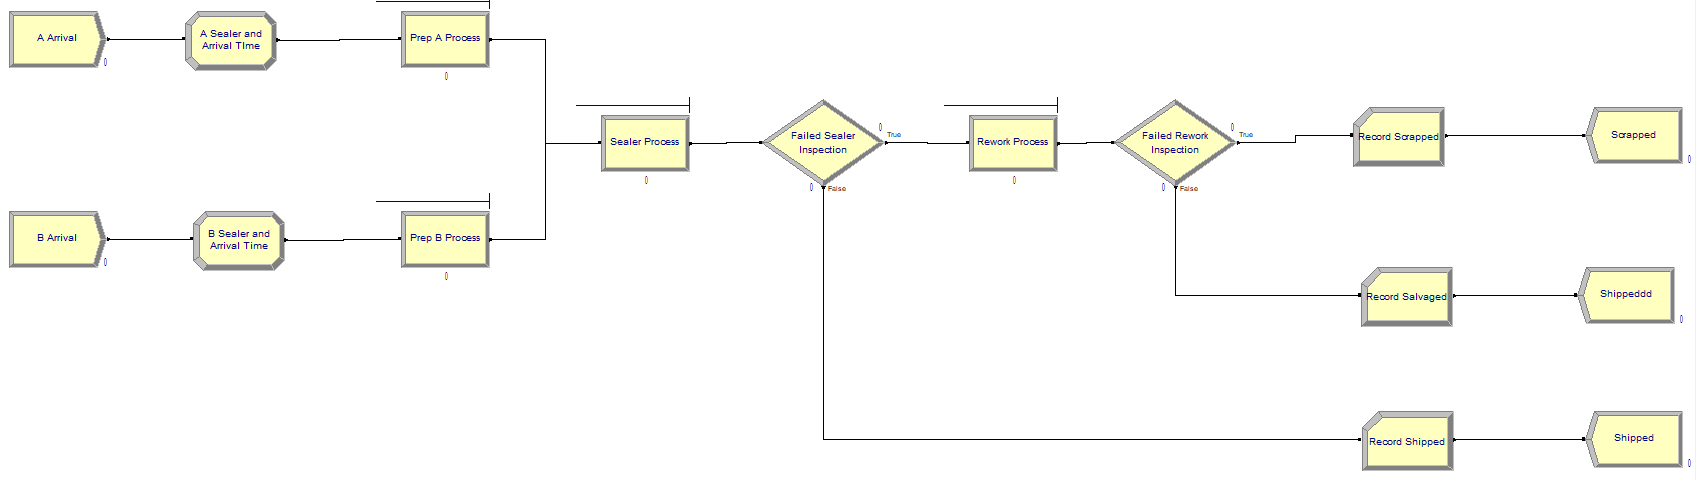 A Arrival
0
A Sealer and
Arrival TIme
Prep A Process
0
B Arrival
0
B Sealer and
Arrival Time
Prep B Process
0
Sealer Process
0
Failed Sealer
Inspection
0
True
0
False
Rework Process
0
Failed Rework
Inspection
0
True
0
False
Record Scrapped
Scrapped
0
Record Salvaged
Shippeddd
0
Record Shipped
Shipped
0